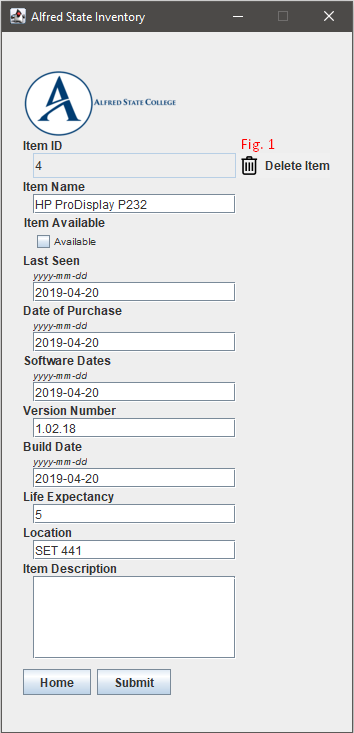 Alfred State Inventory
A ALFRED STATE COLLEGE
Item ID
Fig. 1
4
Delete Item
Item Name
HP ProDisplay P232
Item Available
Available
Last Seen
yyyy-mm-dd
2019-04-20
Date of Purchase
yyyy-mm-dd
2019-04-20
Software Dates
yyyy-mm-dd
2019-04-20
Version Number
1.02.18
Build Date
yyyy-mm-dd
2019-04-20
Life Expectancy
5
Location
SET 441
Item Description
Home Submit